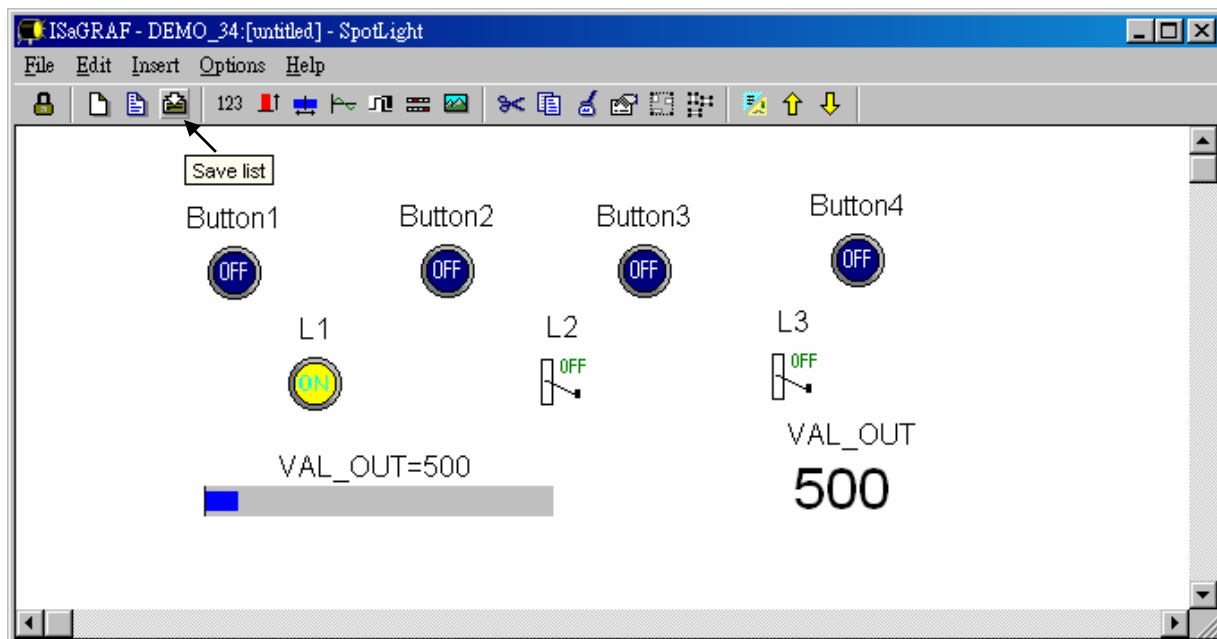 ISaGRAF - DEMO_34:[untitled] - SpotLight
File Edit Insert Options Help
123
Save list
Button1 Button2 Button3 Button4
OFF OFF OFF OFF
L1 L2 L3
ON OFF OFF
VAL_OUT
VAL_OUT=500
500